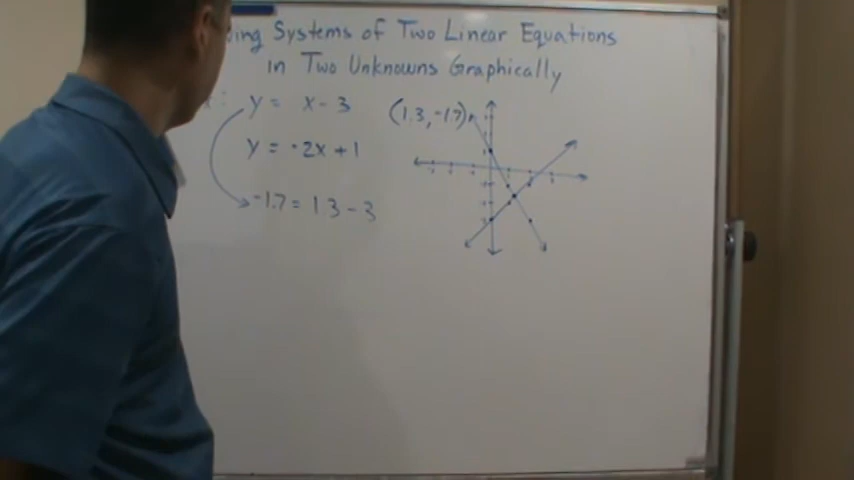 ing Systems of Two Linear Equations
in Two Unknowns Graphically
y = x - 3
(1.3, -1.7)
y = -2x + 1
-1.7 = 1.3 - 3